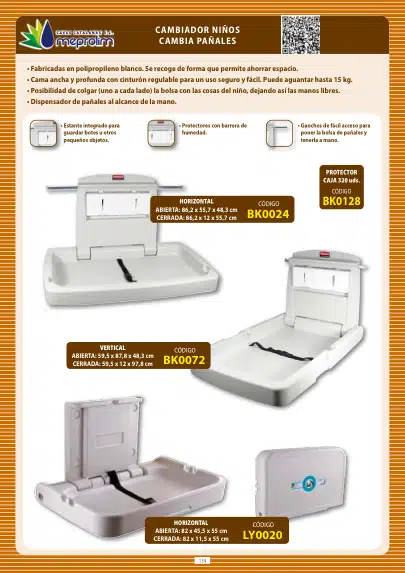 CAYRE CATALANAS S.L.
meprolim
CAMBIADOR NIÑOS
CAMBIA PAÑALES
• Fabricadas en polipropileno blanco. Se recoge de forma que permite ahorrar espacio.
• Cama ancha y profunda con cinturón regulable para un uso seguro y fácil. Puede aguantar hasta 15 kg.
• Posibilidad de colgar (uno a cada lado) la bolsa con las cosas del niño, dejando así las manos libres.
• Dispensador de pañales al alcance de la mano.
• Estante integrado para
guardar botes u otros
pequeños objetos.
• Protectores con barrera de
humedad.
• Ganchos de fácil acceso para
poner la bolsa de pañales y
tenerla a mano.
PROTECTOR
CAJA 320 uds.
CÓDIGO
BK0128
HORIZONTAL
ABIERTA: 86,2 x 55,7 x 48,3 cm
CERRADA: 86,2 x 12 x 55,7 cm
CÓDIGO
BK0024
VERTICAL
ABIERTA: 59,5 x 87,8 x 48,3 cm
CERRADA: 59,5 x 12 x 97,8 cm
CÓDIGO
BK0072
HORIZONTAL
ABIERTA: 82 x 45,5 x 55 cm
CERRADA: 82 x 11,5 x 55 cm
CÓDIGO
LY0020